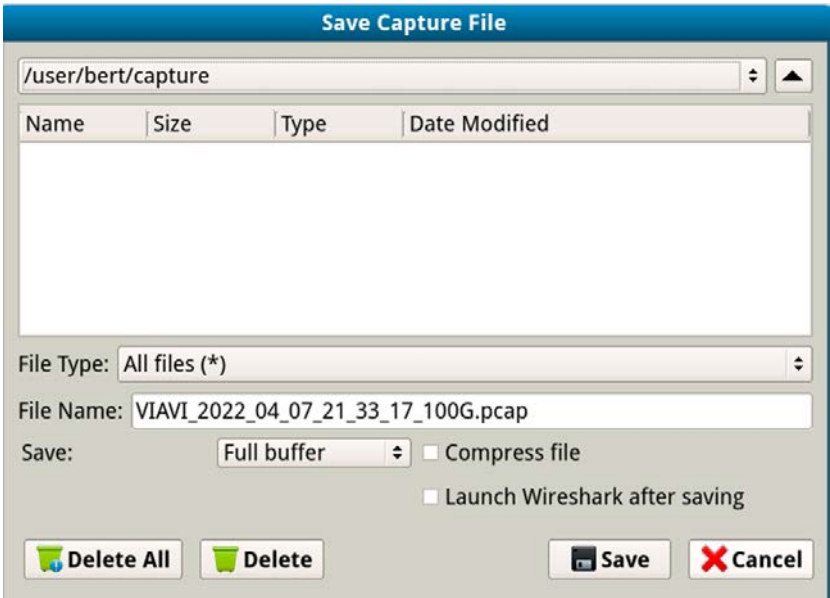 Save Capture File
/user/bert/capture
Name Size Type Date Modified
File Type: All files (*)
File Name: VIAVI_2022_04_07_21_33_17_100G.pcap
Save: Full buffer Compress file
Launch Wireshark after saving
Delete All Delete Save Cancel